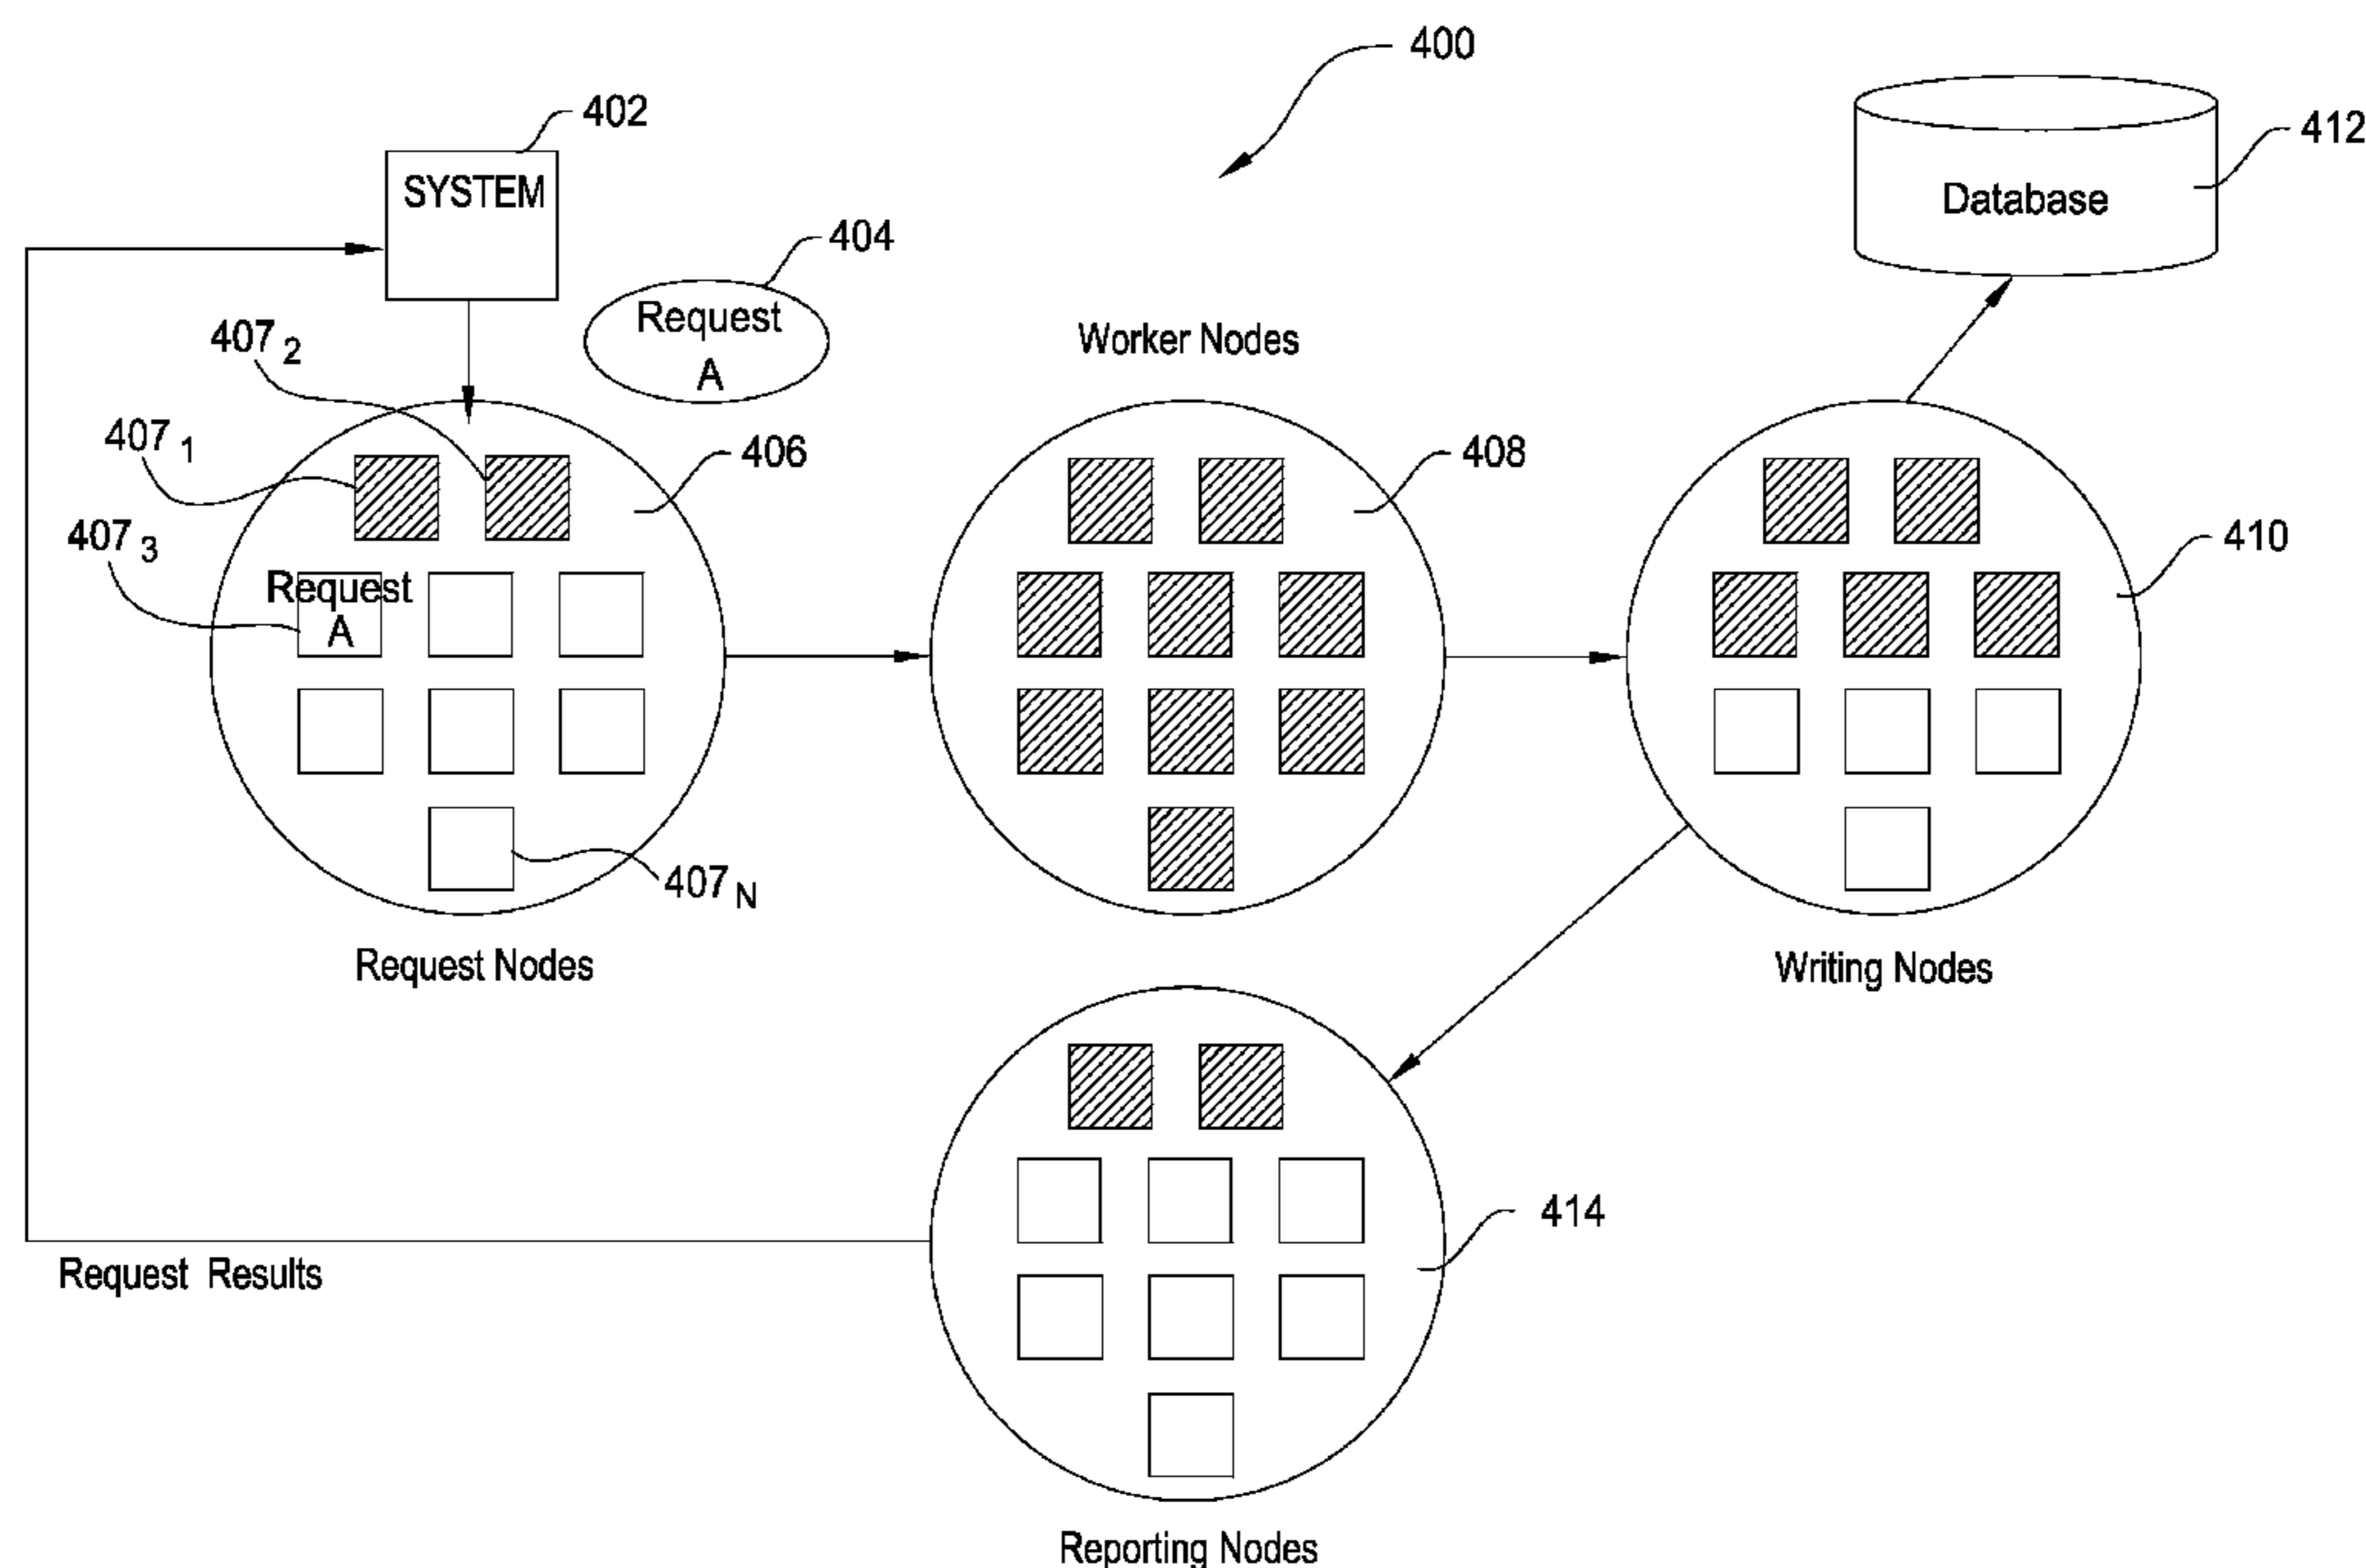 400
402
SYSTEM
412
Database
404
Request
A
407 2
Worker Nodes
407 1
406
408
407 3
410
Request
A
407 N
Request Nodes
Writing Nodes
414
Request Results
Reporting Nodes